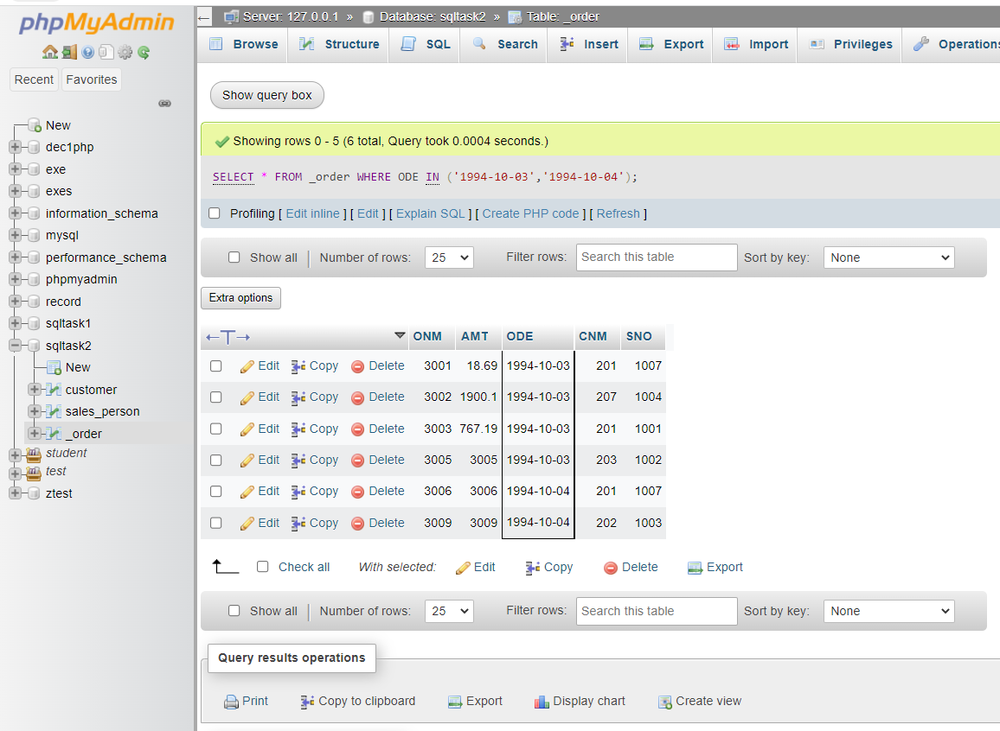 phpMyAdmin
Recent Favorites
New
dec1php
exe
exes
information_schema
mysql
performance_schema
phpmyadmin
record
sqltask1
sqltask2
New
customer
sales_person
_order
student
test
ztest
← Server: 127.0.0.1 » Database: sqltask2 » Table: _order
Browse Structure SQL Search Insert Export Import Privileges Operations
Show query box
Showing rows 0 - 5 (6 total, Query took 0.0004 seconds.)
SELECT * FROM _order WHERE ODE IN ('1994-10-03','1994-10-04');
Profiling [ Edit inline ] [ Edit ] [ Explain SQL ] [ Create PHP code ] [ Refresh ]
Show all | Number of rows: 25 Filter rows: Search this table Sort by key: None
Extra options
←T→ ONM AMT ODE CNM SNO
Edit Copy Delete 3001 18.69 1994-10-03 201 1007
Edit Copy Delete 3002 1900.1 1994-10-03 207 1004
Edit Copy Delete 3003 767.19 1994-10-03 201 1001
Edit Copy Delete 3005 3005 1994-10-03 203 1002
Edit Copy Delete 3006 3006 1994-10-04 201 1007
Edit Copy Delete 3009 3009 1994-10-04 202 1003
Check all With selected: Edit Copy Delete Export
Show all | Number of rows: 25 Filter rows: Search this table Sort by key: None
Query results operations
Print Copy to clipboard Export Display chart Create view